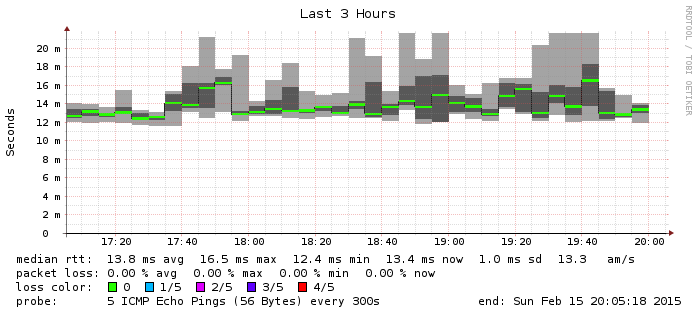 Last 3 Hours
RRDTOOL / TOBI OETIKER
Seconds
20 m
18 m
16 m
14 m
12 m
10 m
8 m
6 m
4 m
2 m
0
17:20 17:40 18:00 18:20 18:40 19:00 19:20 19:40 20:00
median rtt: 13.8 ms avg 16.5 ms max 12.4 ms min 13.4 ms now 1.0 ms sd 13.3 am/s
packet loss: 0.00 % avg 0.00 % max 0.00 % min 0.00 % now
loss color: 0 1/5 2/5 3/5 4/5
probe: 5 ICMP Echo Pings (56 Bytes) every 300s end: Sun Feb 15 20:05:18 2015